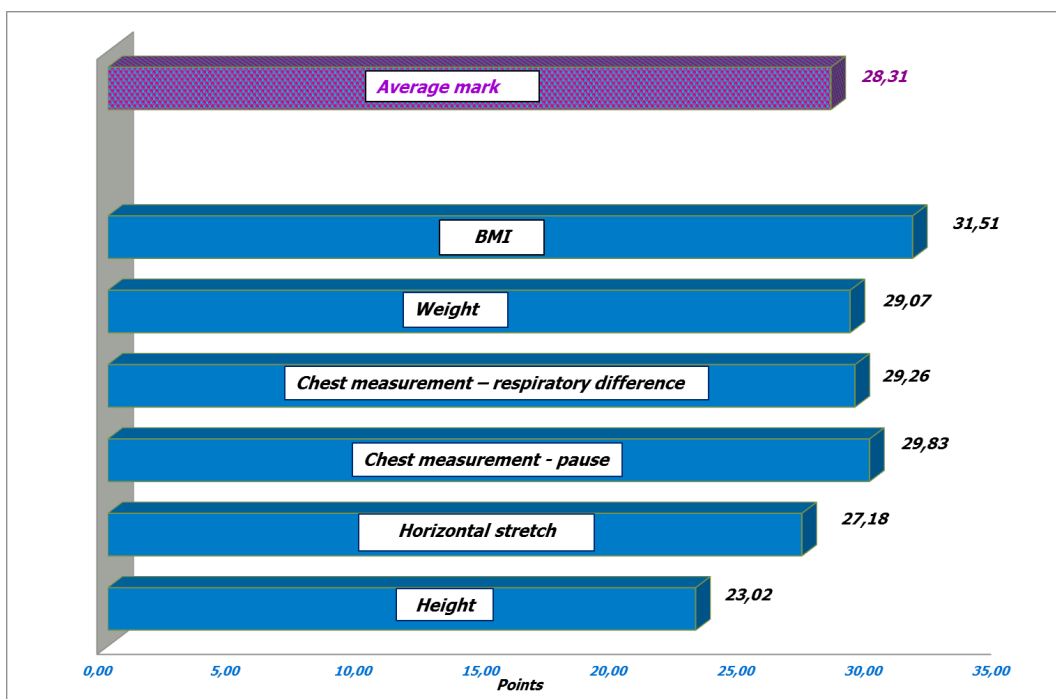 Average mark
28,31
BMI
31,51
Weight
29,07
Chest measurement – respiratory difference
29,26
Chest measurement - pause
29,83
Horizontal stretch
27,18
Height
23,02
0,00 5,00 10,00 15,00 20,00 25,00 30,00 35,00
Points